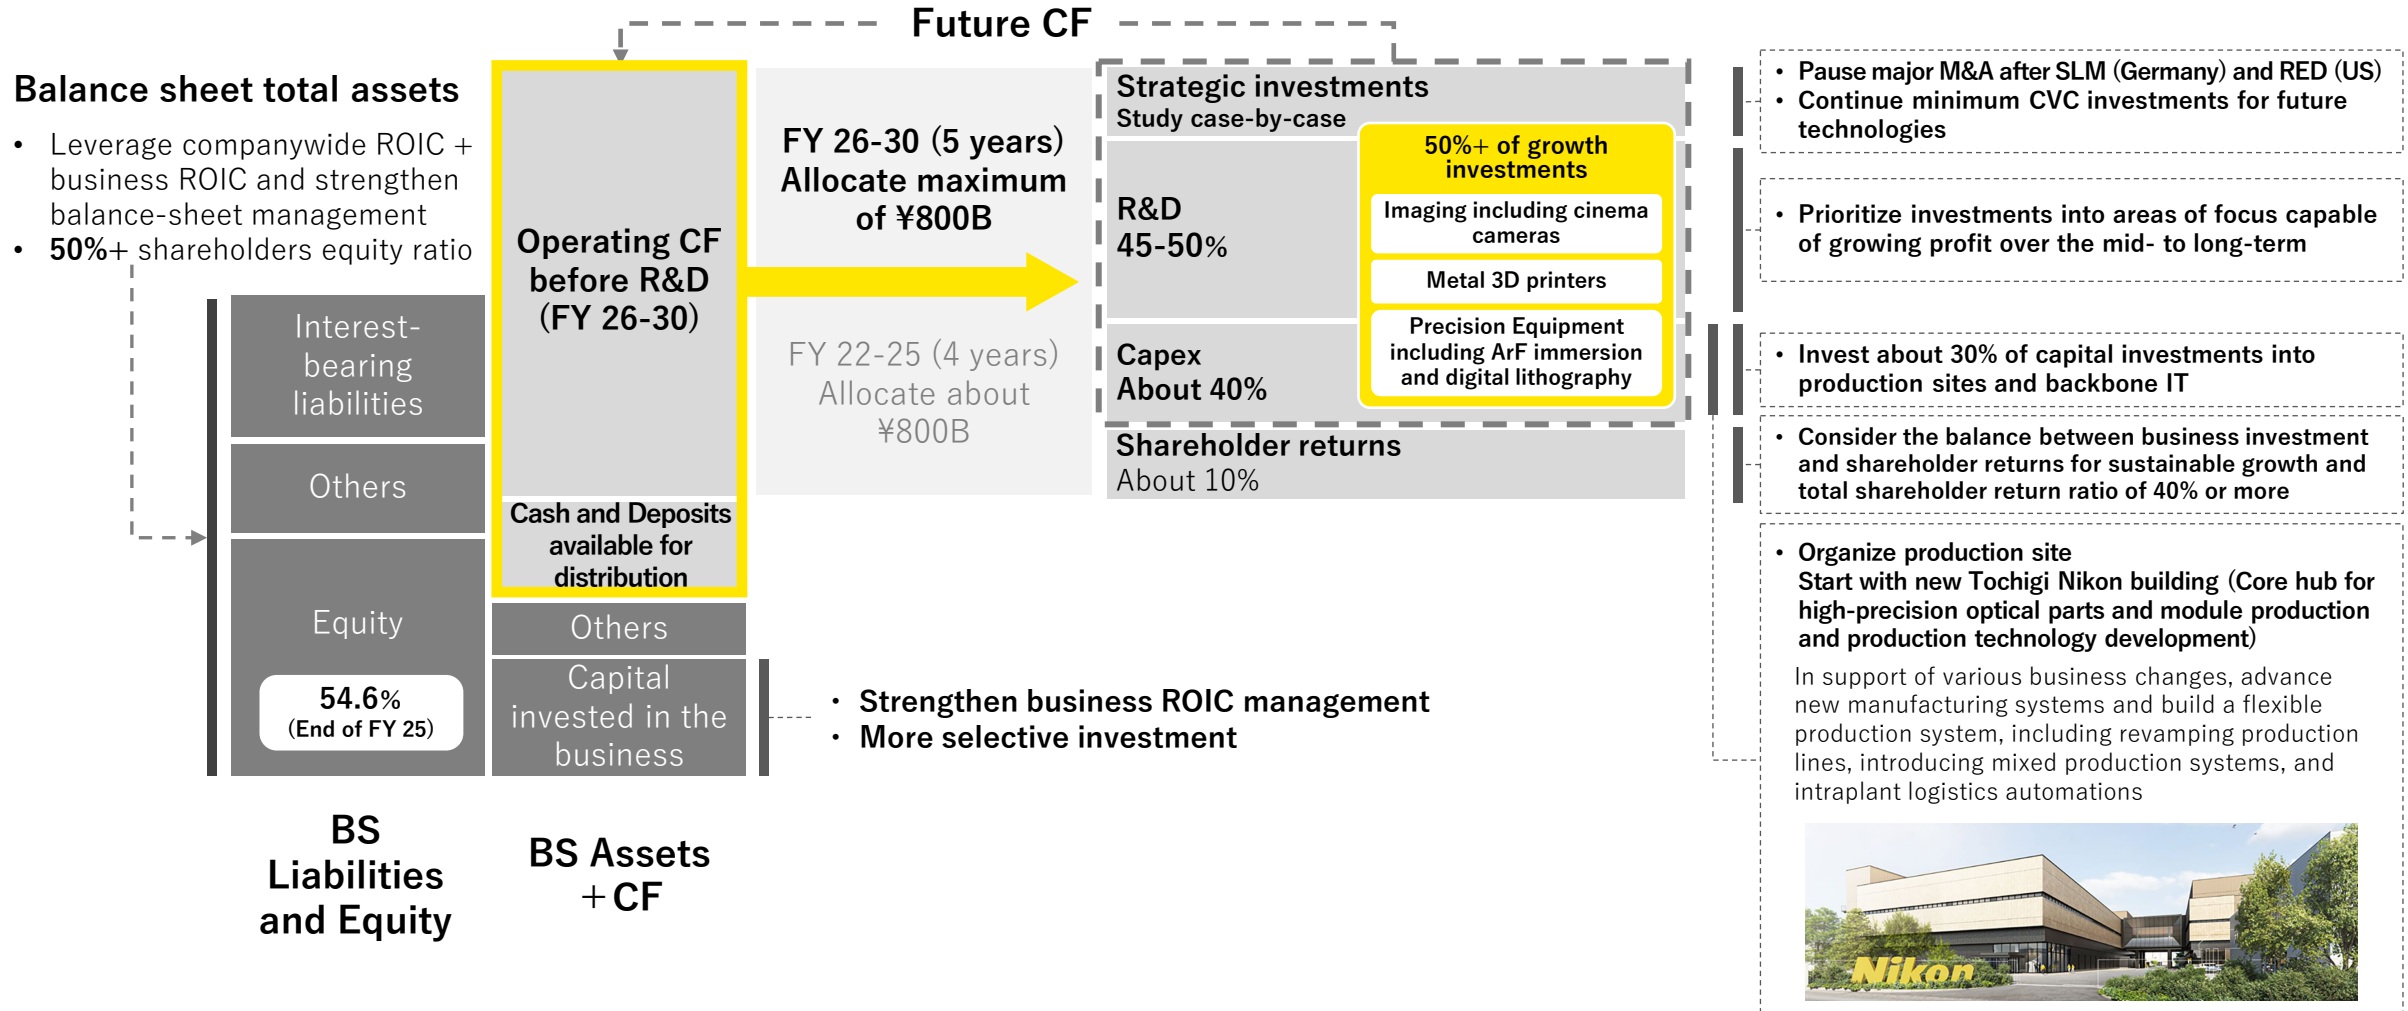 Future CF
Balance sheet total assets
• Leverage companywide ROIC +
business ROIC and strengthen
balance-sheet management
• 50%+ shareholders equity ratio
Interest-
bearing
liabilities
Others
Equity
54.6%
(End of FY 25)
BS
Liabilities
and Equity
Operating CF
before R&D
(FY 26-30)
Cash and Deposits
available for
distribution
Others
Capital
invested in the
business
BS Assets
+CF
FY 26-30 (5 years)
Allocate maximum
of ¥800B
FY 22-25 (4 years)
Allocate about
¥800B
• Strengthen business ROIC management
• More selective investment
Strategic investments
Study case-by-case
R&D
45-50%
Capex
About 40%
Shareholder returns
About 10%
50%+ of growth
investments
Imaging including cinema
cameras
Metal 3D printers
Precision Equipment
including ArF immersion
and digital lithography
• Pause major M&A after SLM (Germany) and RED (US)
• Continue minimum CVC investments for future
technologies
• Prioritize investments into areas of focus capable
of growing profit over the mid- to long-term
• Invest about 30% of capital investments into
production sites and backbone IT
• Consider the balance between business investment
and shareholder returns for sustainable growth and
total shareholder return ratio of 40% or more
• Organize production site
Start with new Tochigi Nikon building (Core hub for
high-precision optical parts and module production
and production technology development)
In support of various business changes, advance
new manufacturing systems and build a flexible
production system, including revamping production
lines, introducing mixed production systems, and
intraplant logistics automations
Nikon